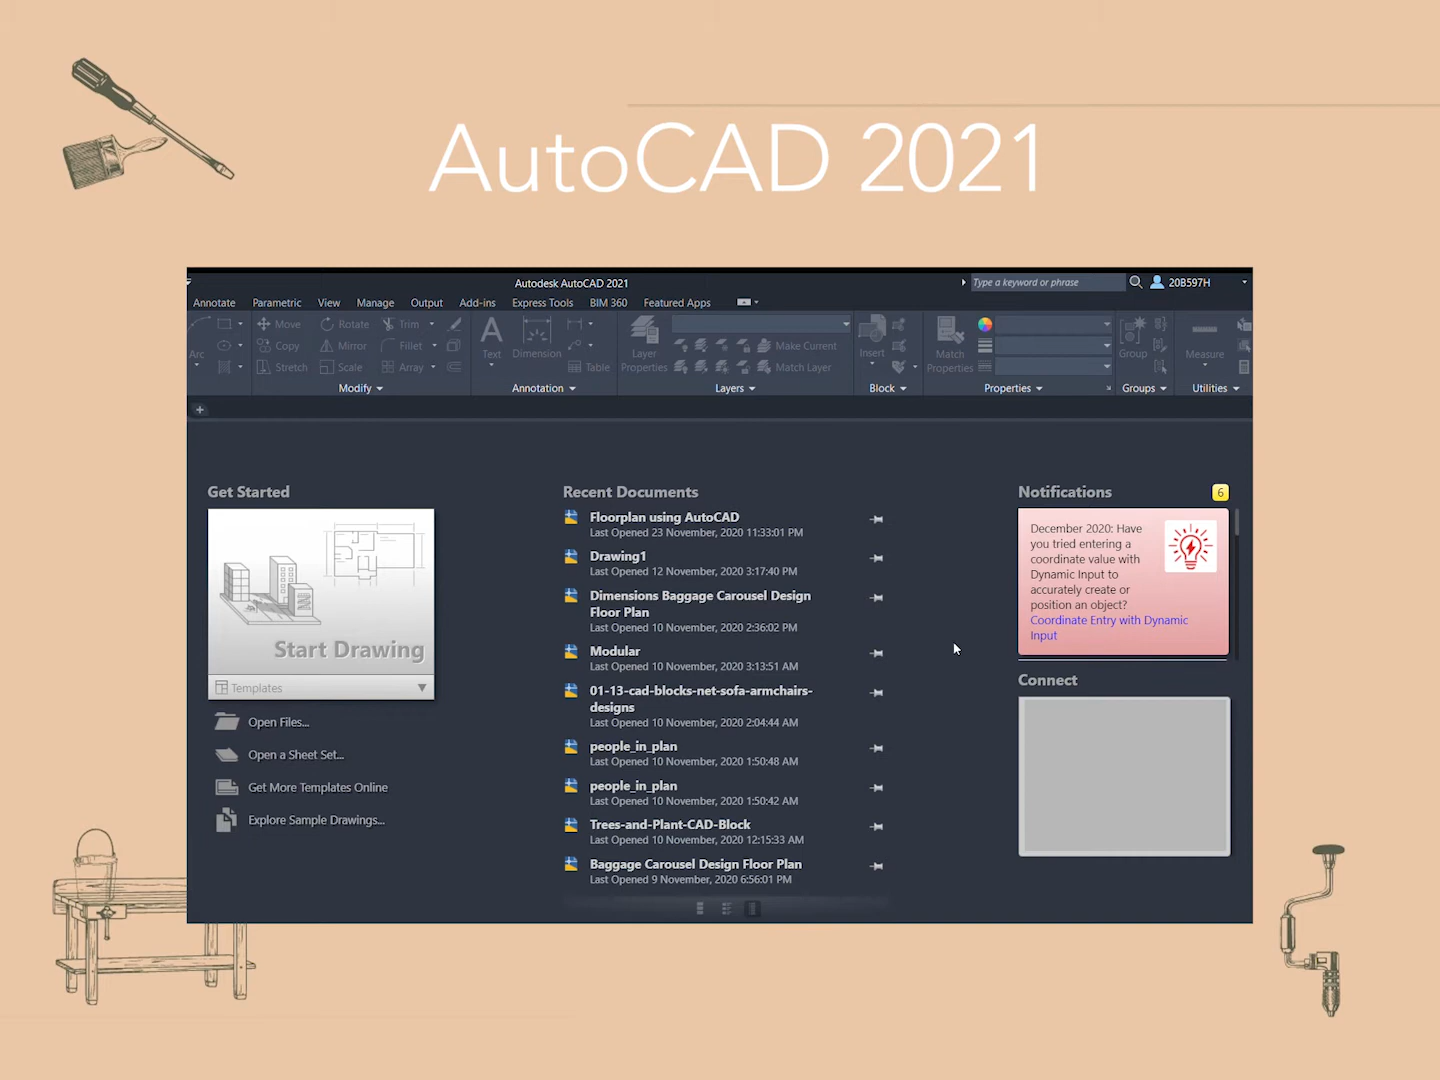 AutoCAD 2021
Autodesk AutoCAD 2021
Type a keyword or phrase
20B597H
Annotate Parametric View Manage Output Add-ins Express Tools BIM 360 Featured Apps
Arc
Move Rotate Trim
Copy Mirror Fillet
Stretch Scale Array
Modify
Text
Dimension
Table
Annotation
Layer
Properties
Make Current
Match Layer
Layers
Insert
Block
Match
Properties
Properties
Group
Groups
Measure
Utilities
Get Started
Start Drawing
Templates
Open Files...
Open a Sheet Set...
Get More Templates Online
Explore Sample Drawings...
Recent Documents
Floorplan using AutoCAD
Last Opened 23 November, 2020 11:33:01 PM
Drawing1
Last Opened 12 November, 2020 3:17:40 PM
Dimensions Baggage Carousel Design
Floor Plan
Last Opened 10 November, 2020 2:36:02 PM
Modular
Last Opened 10 November, 2020 3:13:51 AM
01-13-cad-blocks-net-sofa-armchairs-
designs
Last Opened 10 November, 2020 2:04:44 AM
people_in_plan
Last Opened 10 November, 2020 1:50:48 AM
people_in_plan
Last Opened 10 November, 2020 1:50:42 AM
Trees-and-Plant-CAD-Block
Last Opened 10 November, 2020 12:15:33 AM
Baggage Carousel Design Floor Plan
Last Opened 9 November, 2020 6:56:01 PM
Notifications
6
December 2020: Have
you tried entering a
coordinate value with
Dynamic Input to
accurately create or
position an object?
Coordinate Entry with Dynamic
Input
Connect